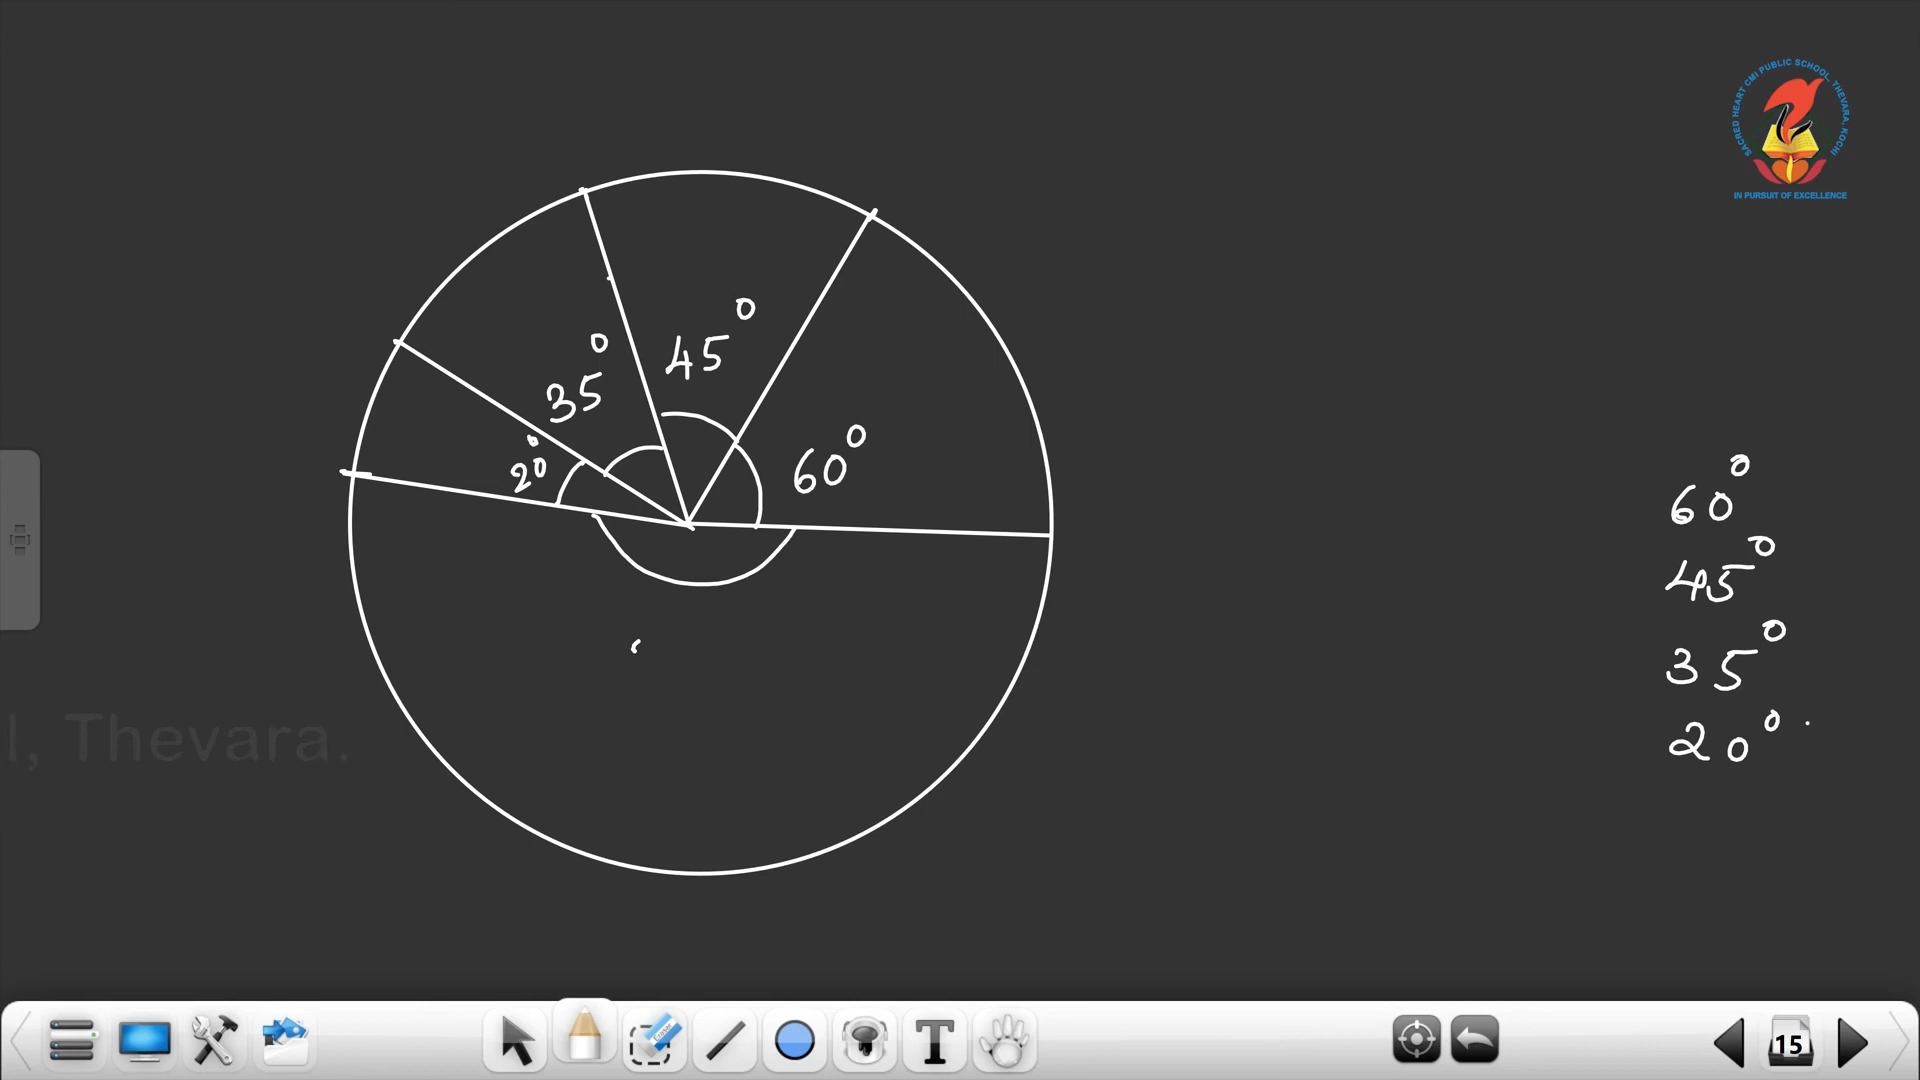 SACRED HEART CMI PUBLIC SCHOOL, THEVARA, KOCHI
IN PURSUIT OF EXCELLENCE
45°
35°
60°
20°
60°
45°
35°
20°
l, Thevara.
Eraser
T
15